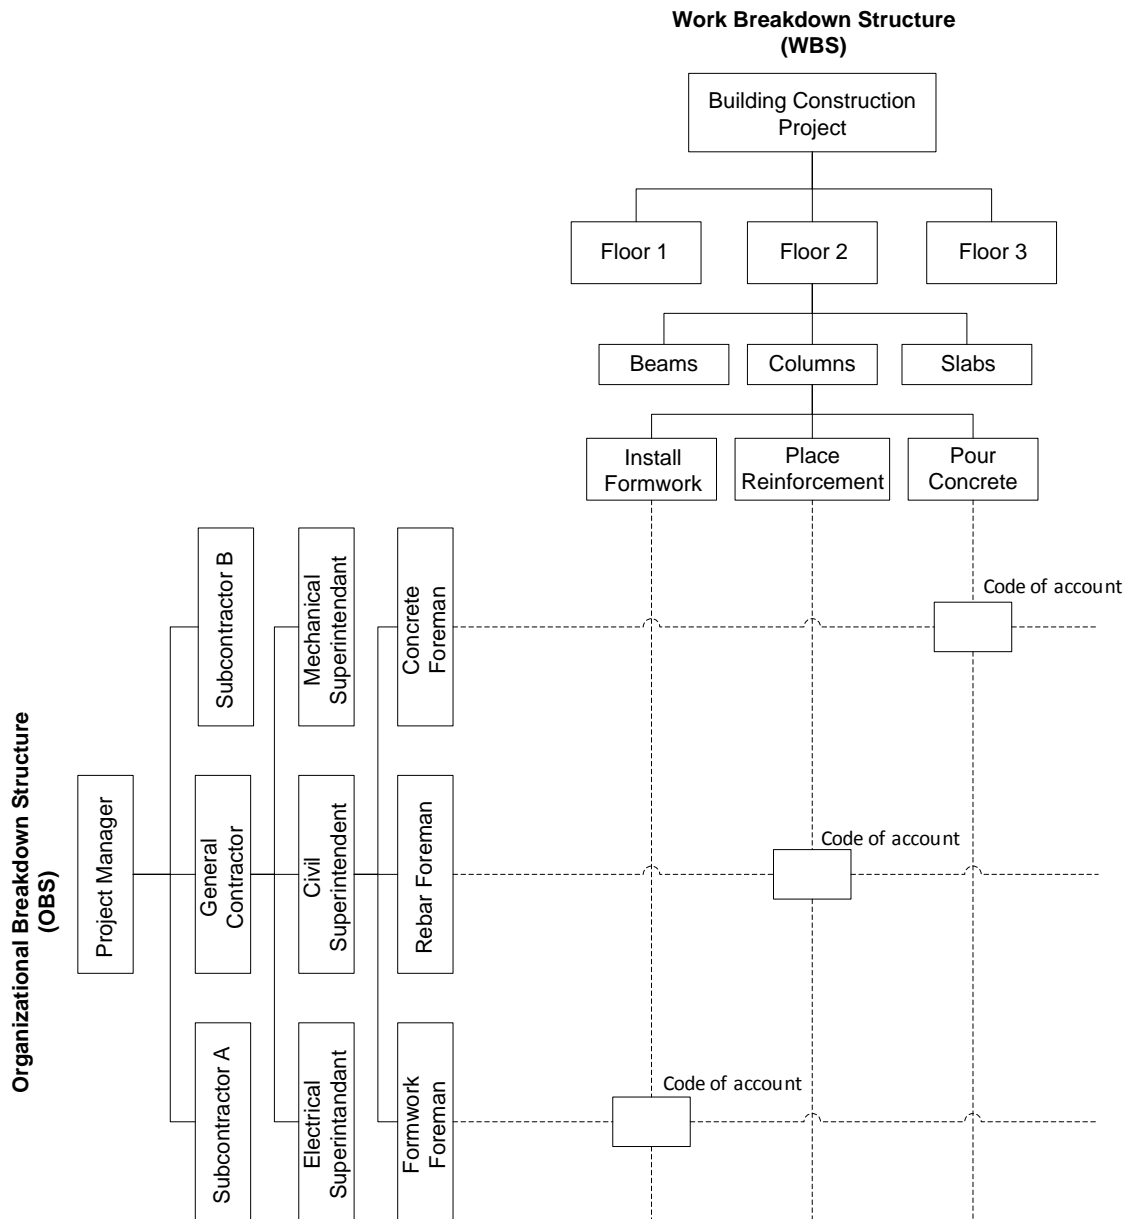 Work Breakdown Structure
(WBS)
Building Construction
Project
Floor 1
Floor 2
Floor 3
Beams
Columns
Slabs
Install
Formwork
Place
Reinforcement
Pour
Concrete
Organizational Breakdown Structure
(OBS)
Project Manager
Subcontractor B
General
Contractor
Subcontractor A
Mechanical
Superintendant
Civil
Superintendent
Electrical
Superintandant
Concrete
Foreman
Rebar Foreman
Formwork
Foreman
Code of account
Code of account
Code of account